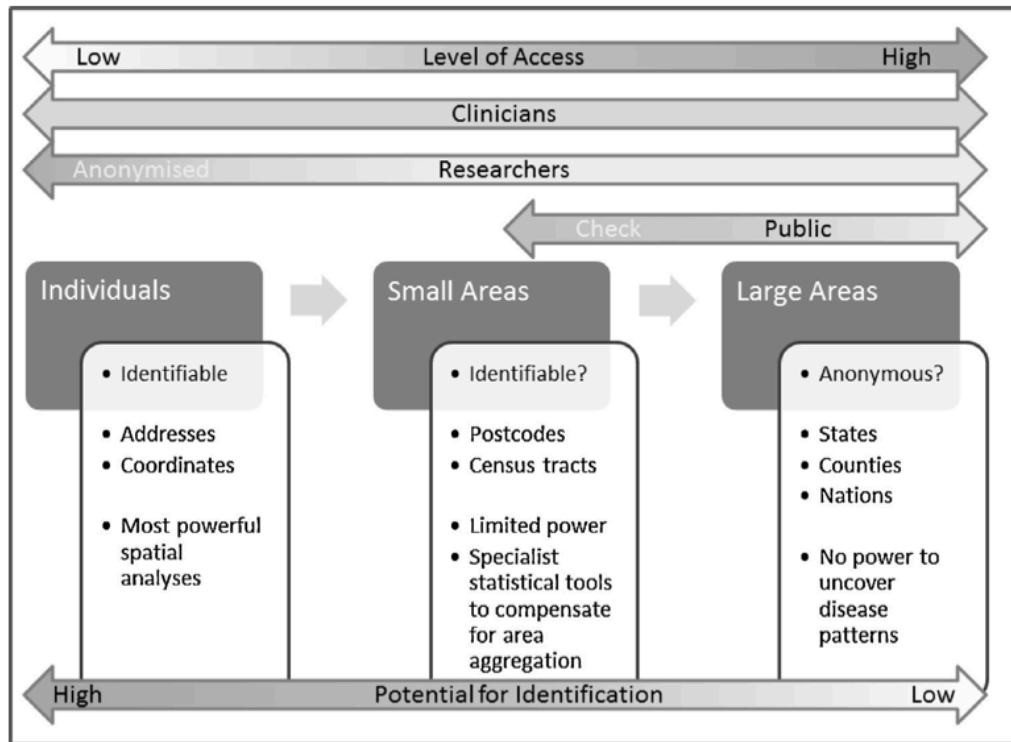 Low Level of Access High
Clinicians
Anonymised Researchers
Check Public
Individuals
• Identifiable
• Addresses
• Coordinates
• Most powerful
spatial
analyses
Small Areas
• Identifiable?
• Postcodes
• Census tracts
• Limited power
• Specialist
statistical tools
to compensate
for area
aggregation
Large Areas
• Anonymous?
• States
• Counties
• Nations
• No power to
uncover
disease
patterns
High Potential for Identification Low